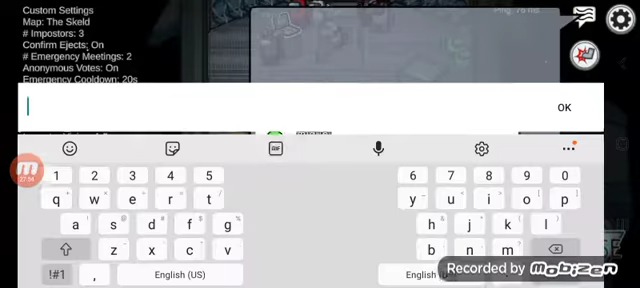 Custom Settings
Map: The Skeld
# Impostors: 3
Confirm Ejects: On
# Emergency Meetings: 2
Anonymous Votes: On
Emergency Cooldown: 20s
OK
GIF
1 2 3 4 5 6 7 8 9 0
q w e r t y u i o p
a s d f g h j k l
z x c v b n m
!#1 , English (US)
Recorded by Mobizen